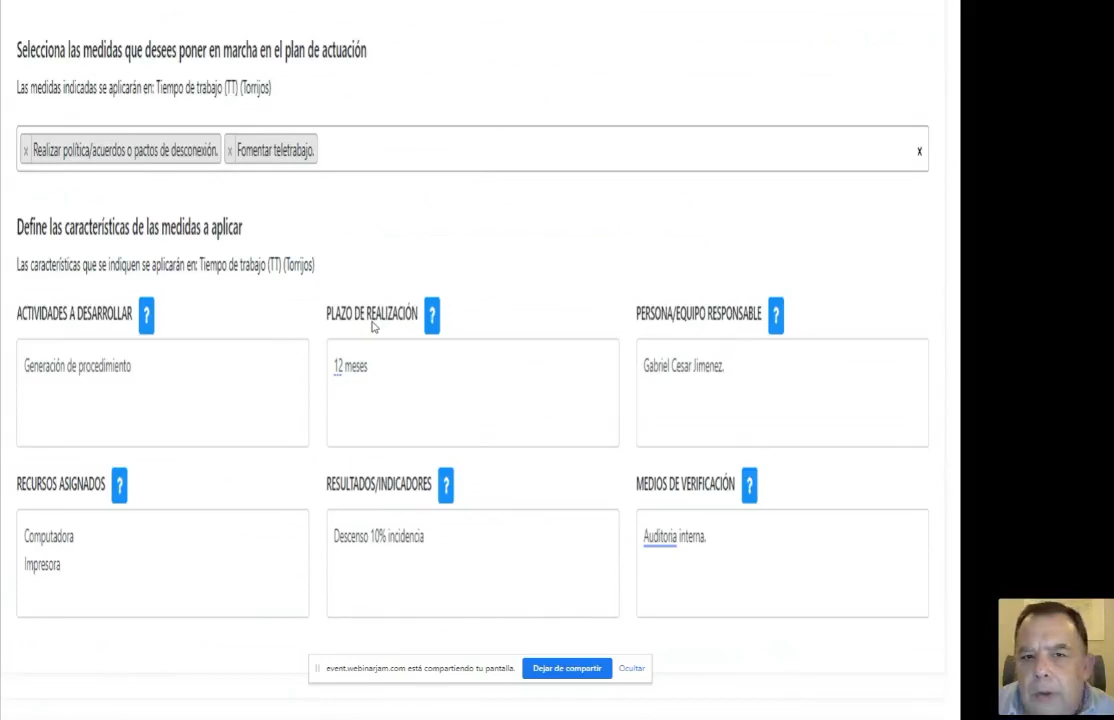 Selecciona las medidas que desees poner en marcha en el plan de actuación
Las medidas indicadas se aplicarán en: Tiempo de trabajo (TT) (Torrijos)
x Realizar política/acuerdos o pactos de desconexión. x Fomentar teletrabajo. x
Define las características de las medidas a aplicar
Las características que se indiquen se aplicarán en: Tiempo de trabajo (TT) (Torrijos)
ACTIVIDADES A DESARROLLAR ? PLAZO DE REALIZACIÓN ? PERSONA/EQUIPO RESPONSABLE ?
Generación de procedimiento 12 meses Gabriel Cesar Jimenez.
RECURSOS ASIGNADOS ? RESULTADOS/INDICADORES ? MEDIOS DE VERIFICACIÓN ?
Computadora Descenso 10% incidencia Auditoria interna.
Impresora
event.webinarjam.com está compartiendo tu pantalla. Dejar de compartir Ocultar